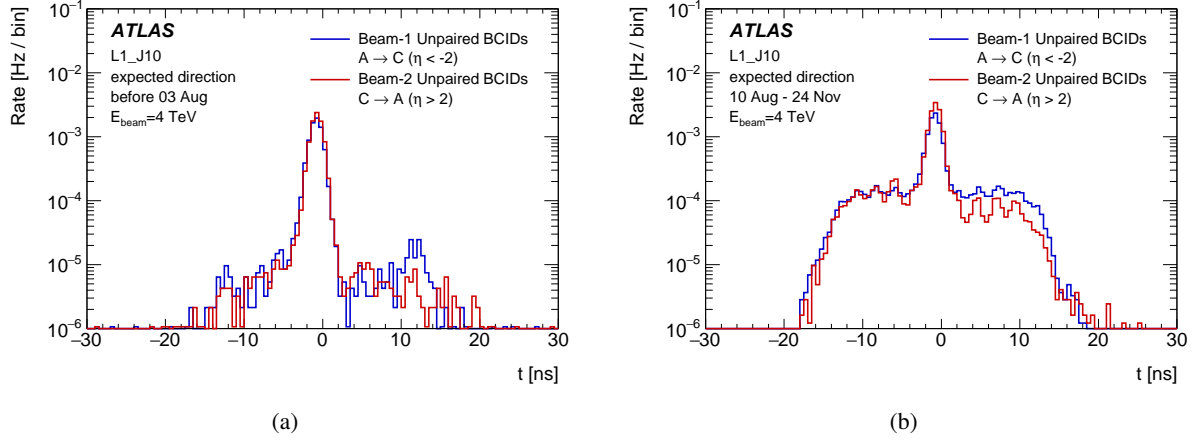 Rate [Hz / bin]
10⁻¹
10⁻²
10⁻³
10⁻⁴
10⁻⁵
10⁻⁶
ATLAS
L1_J10
expected direction
before 03 Aug
E_beam=4 TeV
Beam-1 Unpaired BCIDs
A → C (η < -2)
Beam-2 Unpaired BCIDs
C → A (η > 2)
−30 −20 −10 0 10 20 30
t [ns]
(a)
Rate [Hz / bin]
10⁻¹
10⁻²
10⁻³
10⁻⁴
10⁻⁵
10⁻⁶
ATLAS
L1_J10
expected direction
10 Aug - 24 Nov
E_beam=4 TeV
Beam-1 Unpaired BCIDs
A → C (η < -2)
Beam-2 Unpaired BCIDs
C → A (η > 2)
−30 −20 −10 0 10 20 30
t [ns]
(b)